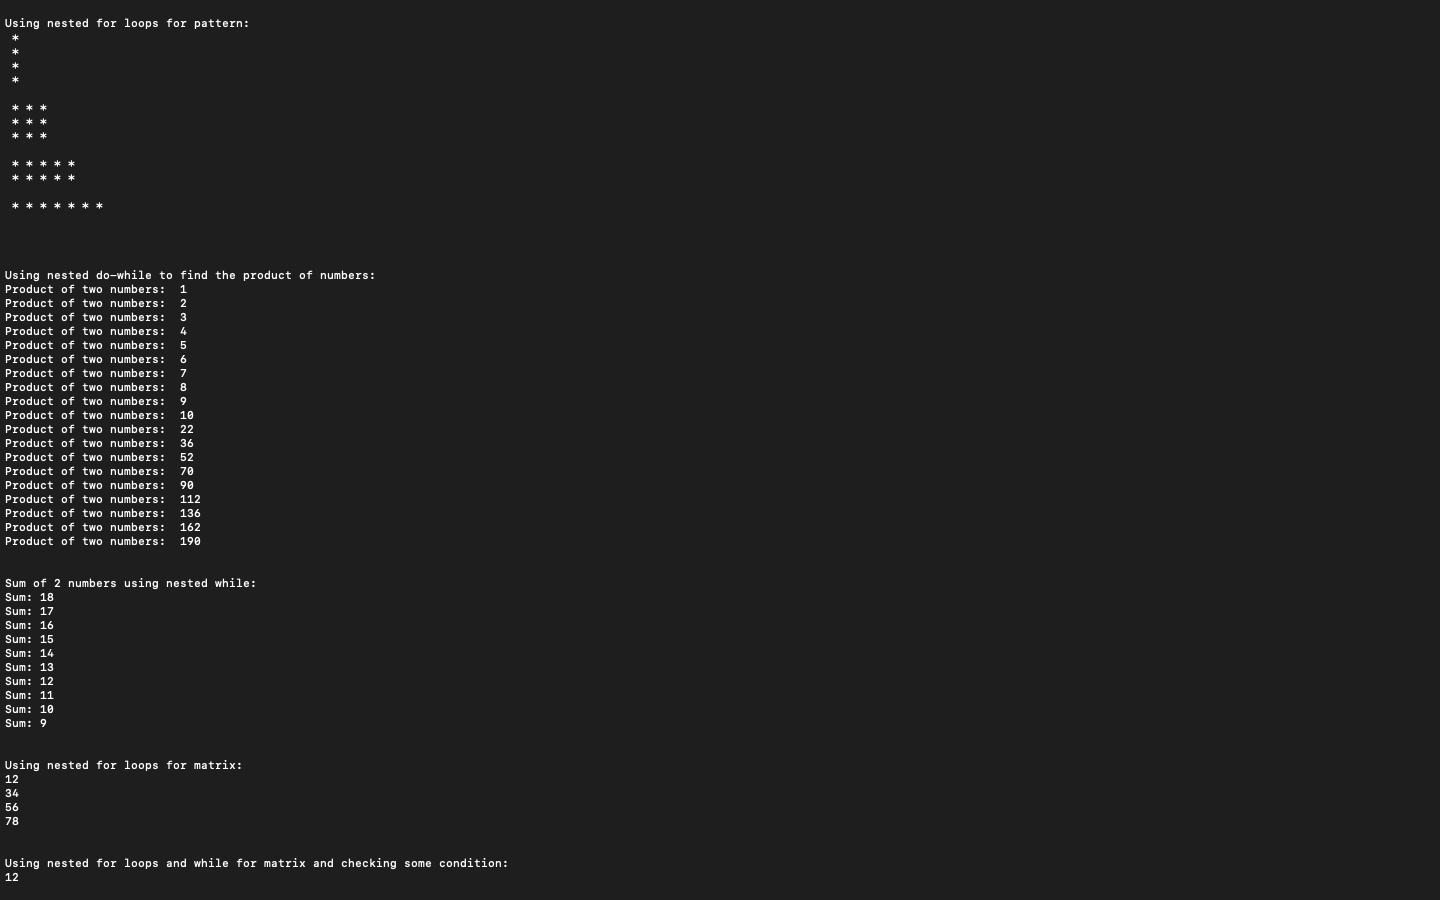 Using nested for loops for pattern:
*
*
*
*
* * *
* * *
* * *
* * * * *
* * * * *
* * * * * * *
Using nested do-while to find the product of numbers:
Product of two numbers:  1
Product of two numbers:  2
Product of two numbers:  3
Product of two numbers:  4
Product of two numbers:  5
Product of two numbers:  6
Product of two numbers:  7
Product of two numbers:  8
Product of two numbers:  9
Product of two numbers:  10
Product of two numbers:  22
Product of two numbers:  36
Product of two numbers:  52
Product of two numbers:  70
Product of two numbers:  90
Product of two numbers:  112
Product of two numbers:  136
Product of two numbers:  162
Product of two numbers:  190
Sum of 2 numbers using nested while:
Sum: 18
Sum: 17
Sum: 16
Sum: 15
Sum: 14
Sum: 13
Sum: 12
Sum: 11
Sum: 10
Sum: 9
Using nested for loops for matrix:
12
34
56
78
Using nested for loops and while for matrix and checking some condition:
12